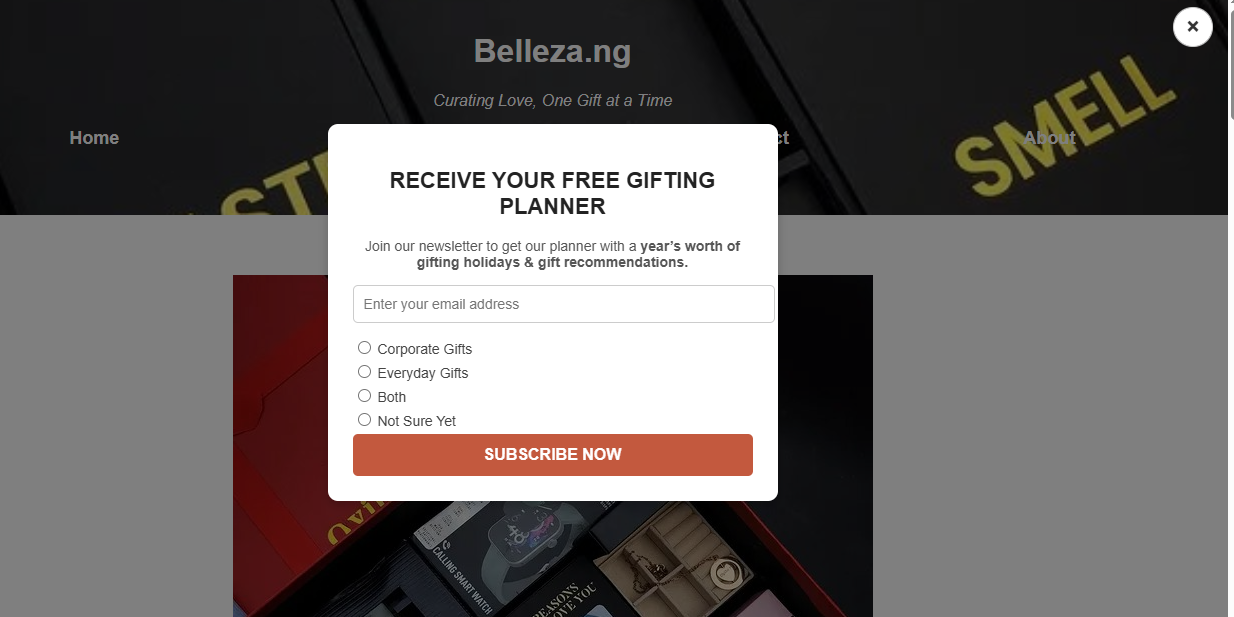 Belleza.ng
×
Curating Love, One Gift at a Time
Home
ct
About
SMELL
ST
RECEIVE YOUR FREE GIFTING
PLANNER
Join our newsletter to get our planner with a year’s worth of
gifting holidays & gift recommendations.
Enter your email address
Corporate Gifts
Everyday Gifts
Both
Not Sure Yet
SUBSCRIBE NOW
CALLING SMART WATCH
REASONS
LOVE YOU